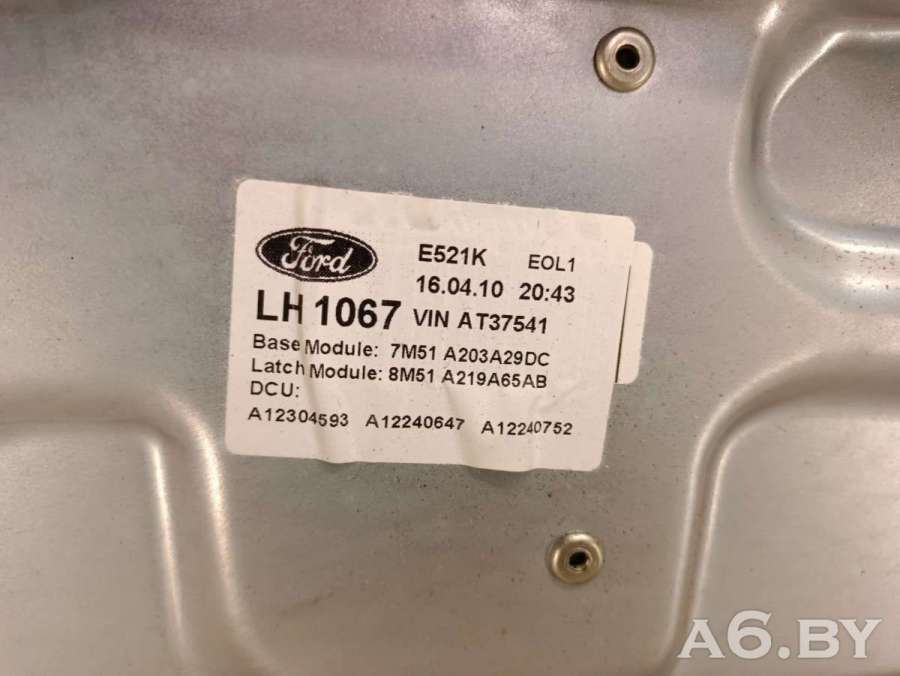 Ford
E521K EOL1
16.04.10 20:43
LH 1067 VIN AT37541
Base Module: 7M51 A203A29DC
Latch Module: 8M51 A219A65AB
DCU:
A12304593 A12240647 A12240752
A6.BY